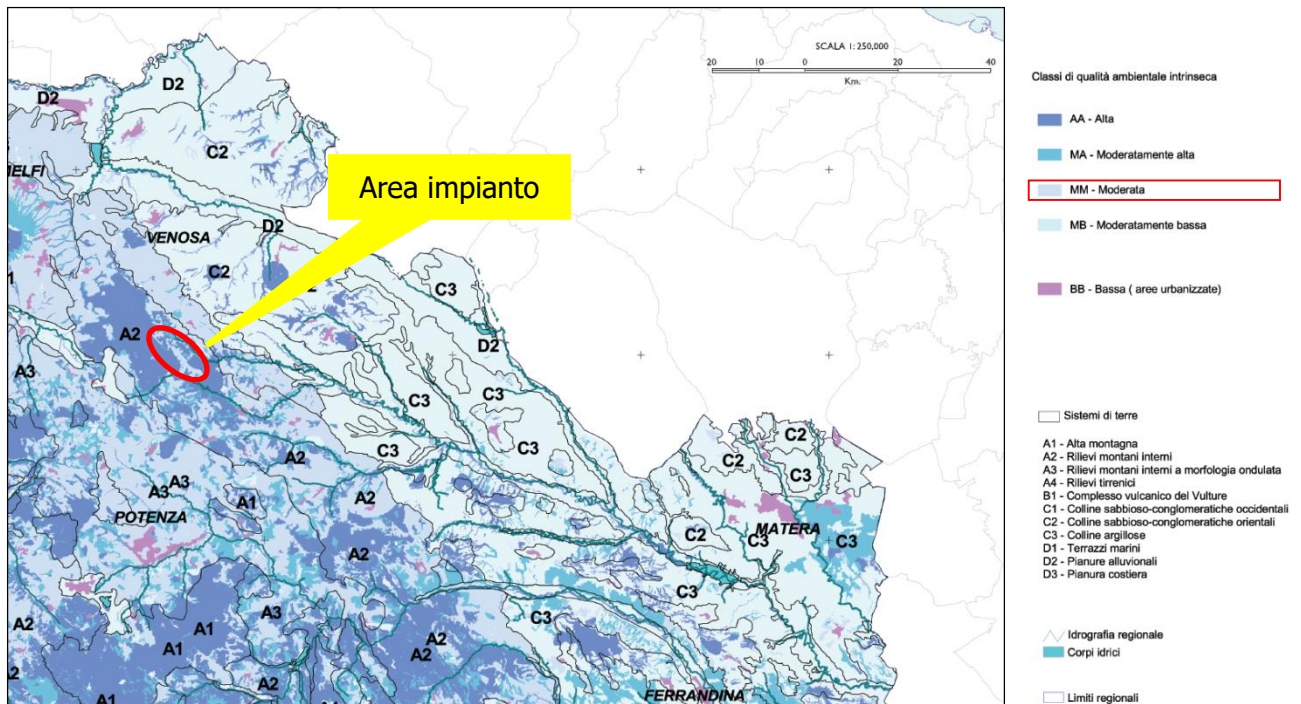 SCALA 1: 250,000
20 10 0 20 40
Km.
D2
D2
C2
MELFI
Area impianto
VENOSA
D2
C2
C3
A2
D2
A3
C3
C3
C3
C3
A2
C2
C2
A2
C3
A3
A3
A1
POTENZA
MATERA
C2
A2
C3
C3
C3
A3
C3
A2
A1
A2
A2
A1
A2
FERRANDINA
A1
Classi di qualità ambientale intrinseca
AA - Alta
MA - Moderatamente alta
MM - Moderata
MB - Moderatamente bassa
BB - Bassa ( aree urbanizzate)
Sistemi di terre
A1 - Alta montagna
A2 - Rilievi montani interni
A3 - Rilievi montani interni a morfologia ondulata
A4 - Rilievi tirrenici
B1 - Complesso vulcanico del Vulture
C1 - Colline sabbioso-conglomeratiche occidentali
C2 - Colline sabbioso-conglomeratiche orientali
C3 - Colline argillose
D1 - Terrazzi marini
D2 - Pianure alluvionali
D3 - Pianura costiera
Idrografia regionale
Corpi idrici
Limiti regionali